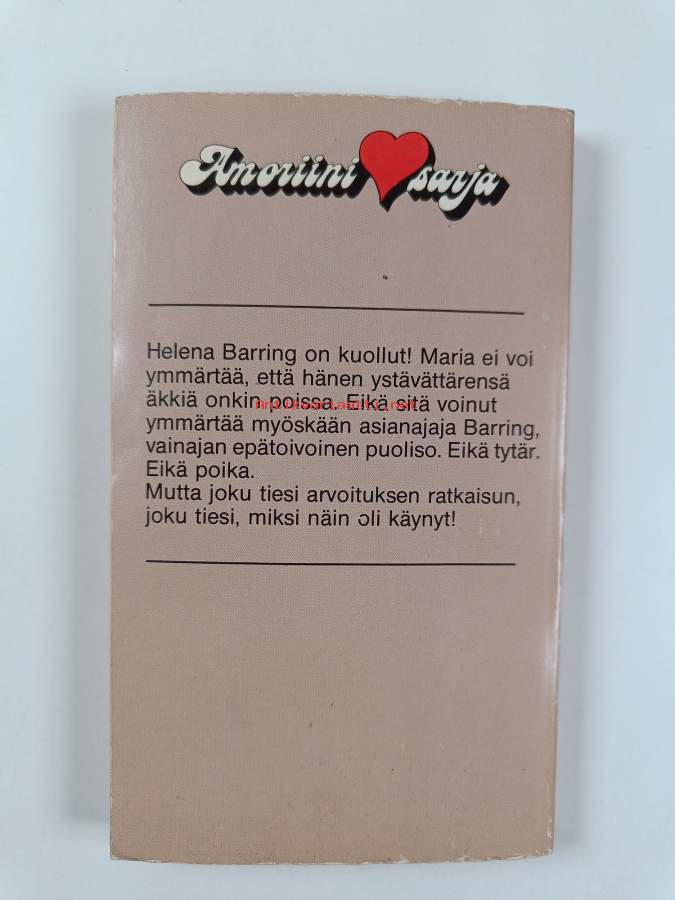 Amoriini sarja
Helena Barring on kuollut! Maria ei voi
ymmärtää, että hänen ystävättärensä
äkkiä onkin poissa. Eikä sitä voinut
ymmärtää myöskään asianajaja Barring,
vainajan epätoivoinen puoliso. Eikä tytär.
Eikä poika.
Mutta joku tiesi arvoituksen ratkaisun,
joku tiesi, miksi näin oli käynyt!